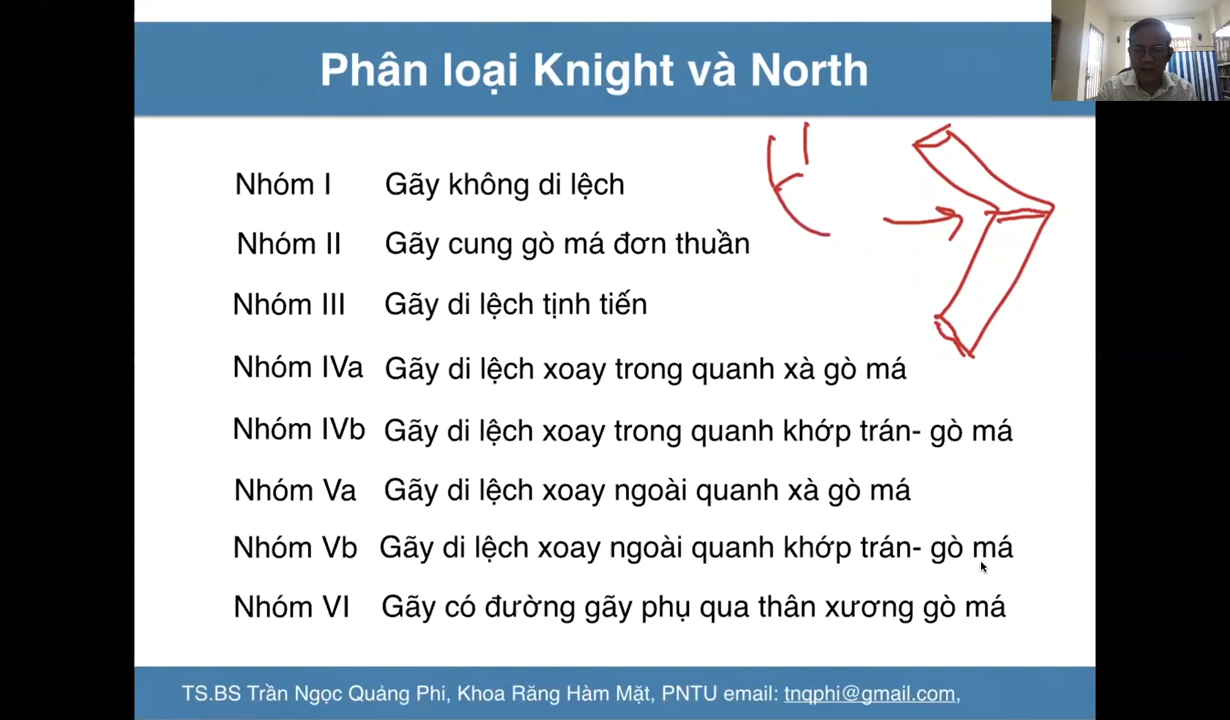 Phân loại Knight và North
Nhóm I Gãy không di lệch
Nhóm II Gãy cung gò má đơn thuần
Nhóm III Gãy di lệch tịnh tiến
Nhóm IVa Gãy di lệch xoay trong quanh xà gò má
Nhóm IVb Gãy di lệch xoay trong quanh khớp trán- gò má
Nhóm Va Gãy di lệch xoay ngoài quanh xà gò má
Nhóm Vb Gãy di lệch xoay ngoài quanh khớp trán- gò má
Nhóm VI Gãy có đường gãy phụ qua thân xương gò má
TS.BS Trần Ngọc Quảng Phi, Khoa Răng Hàm Mặt, PNTU email: tnqphi@gmail.com,